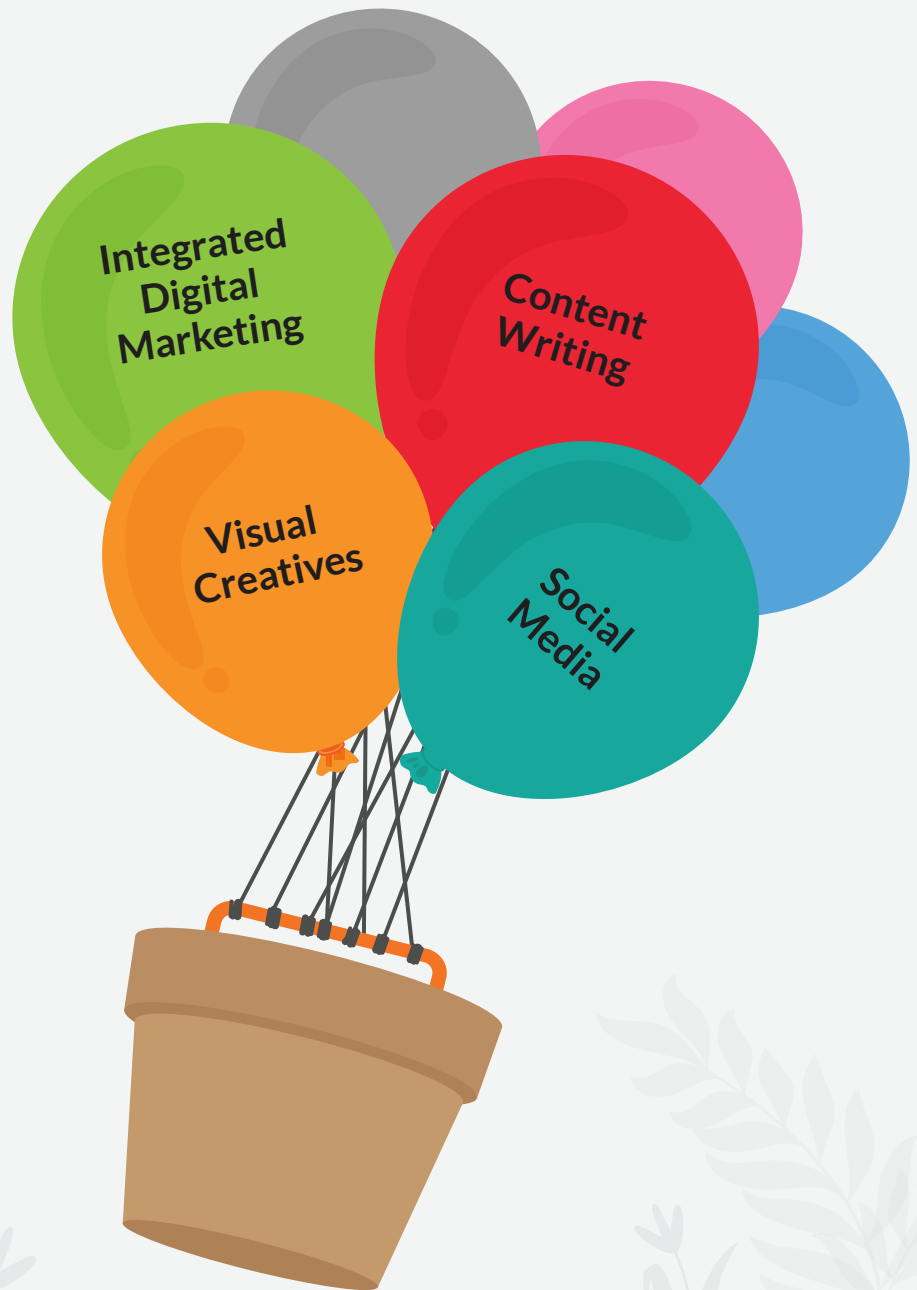 Integrated
Digital
Marketing
Content
Writing
Visual
Creatives
Social
Media